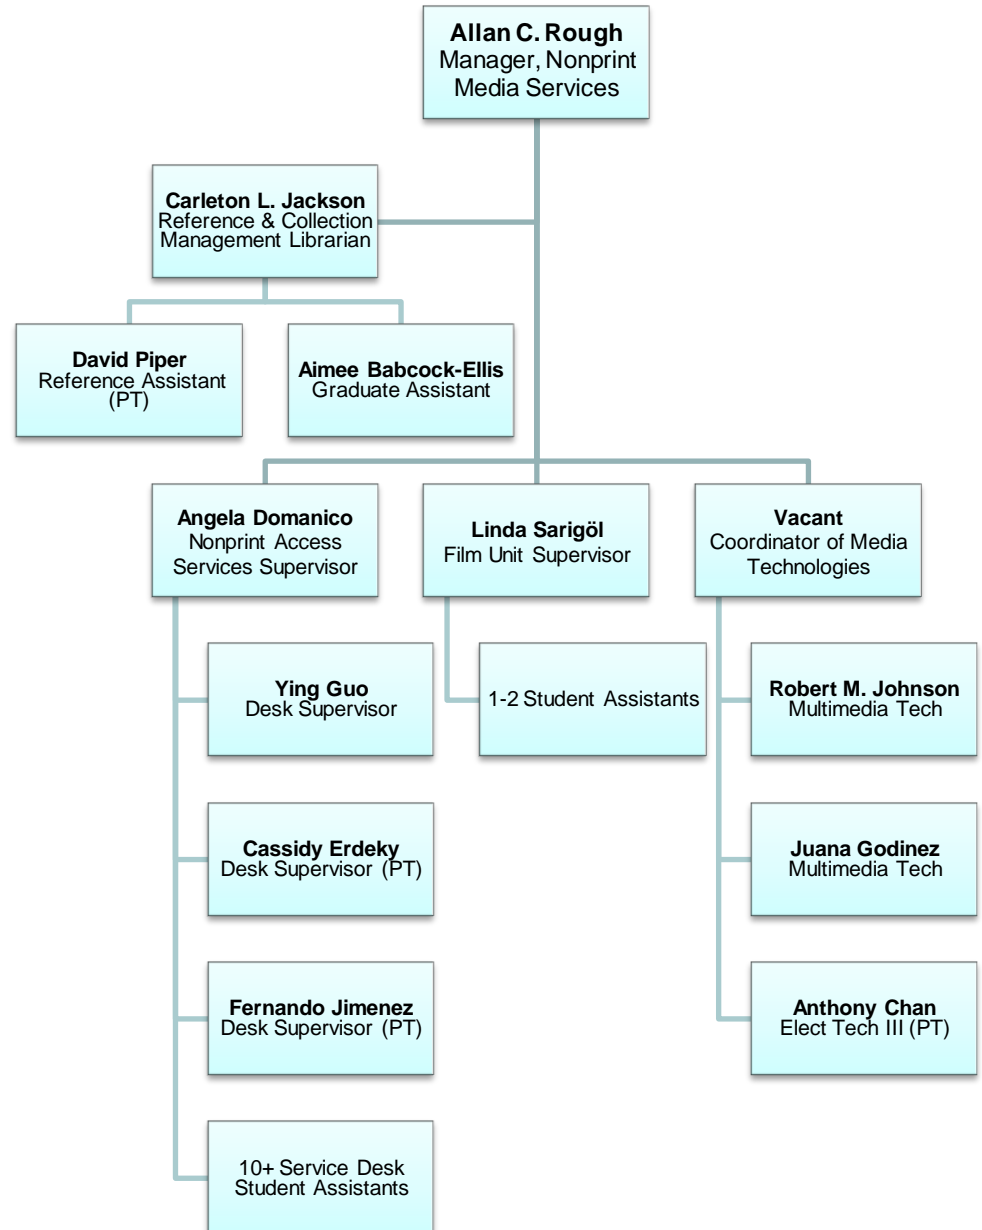 Allan C. Rough
Manager, Nonprint
Media Services
Carleton L. Jackson
Reference & Collection
Management Librarian
David Piper
Reference Assistant
(PT)
Aimee Babcock-Ellis
Graduate Assistant
Angela Domanico
Nonprint Access
Services Supervisor
Linda Sarigöl
Film Unit Supervisor
Vacant
Coordinator of Media
Technologies
Ying Guo
Desk Supervisor
1-2 Student Assistants
Robert M. Johnson
Multimedia Tech
Cassidy Erdeky
Desk Supervisor (PT)
Juana Godinez
Multimedia Tech
Fernando Jimenez
Desk Supervisor (PT)
Anthony Chan
Elect Tech III (PT)
10+ Service Desk
Student Assistants